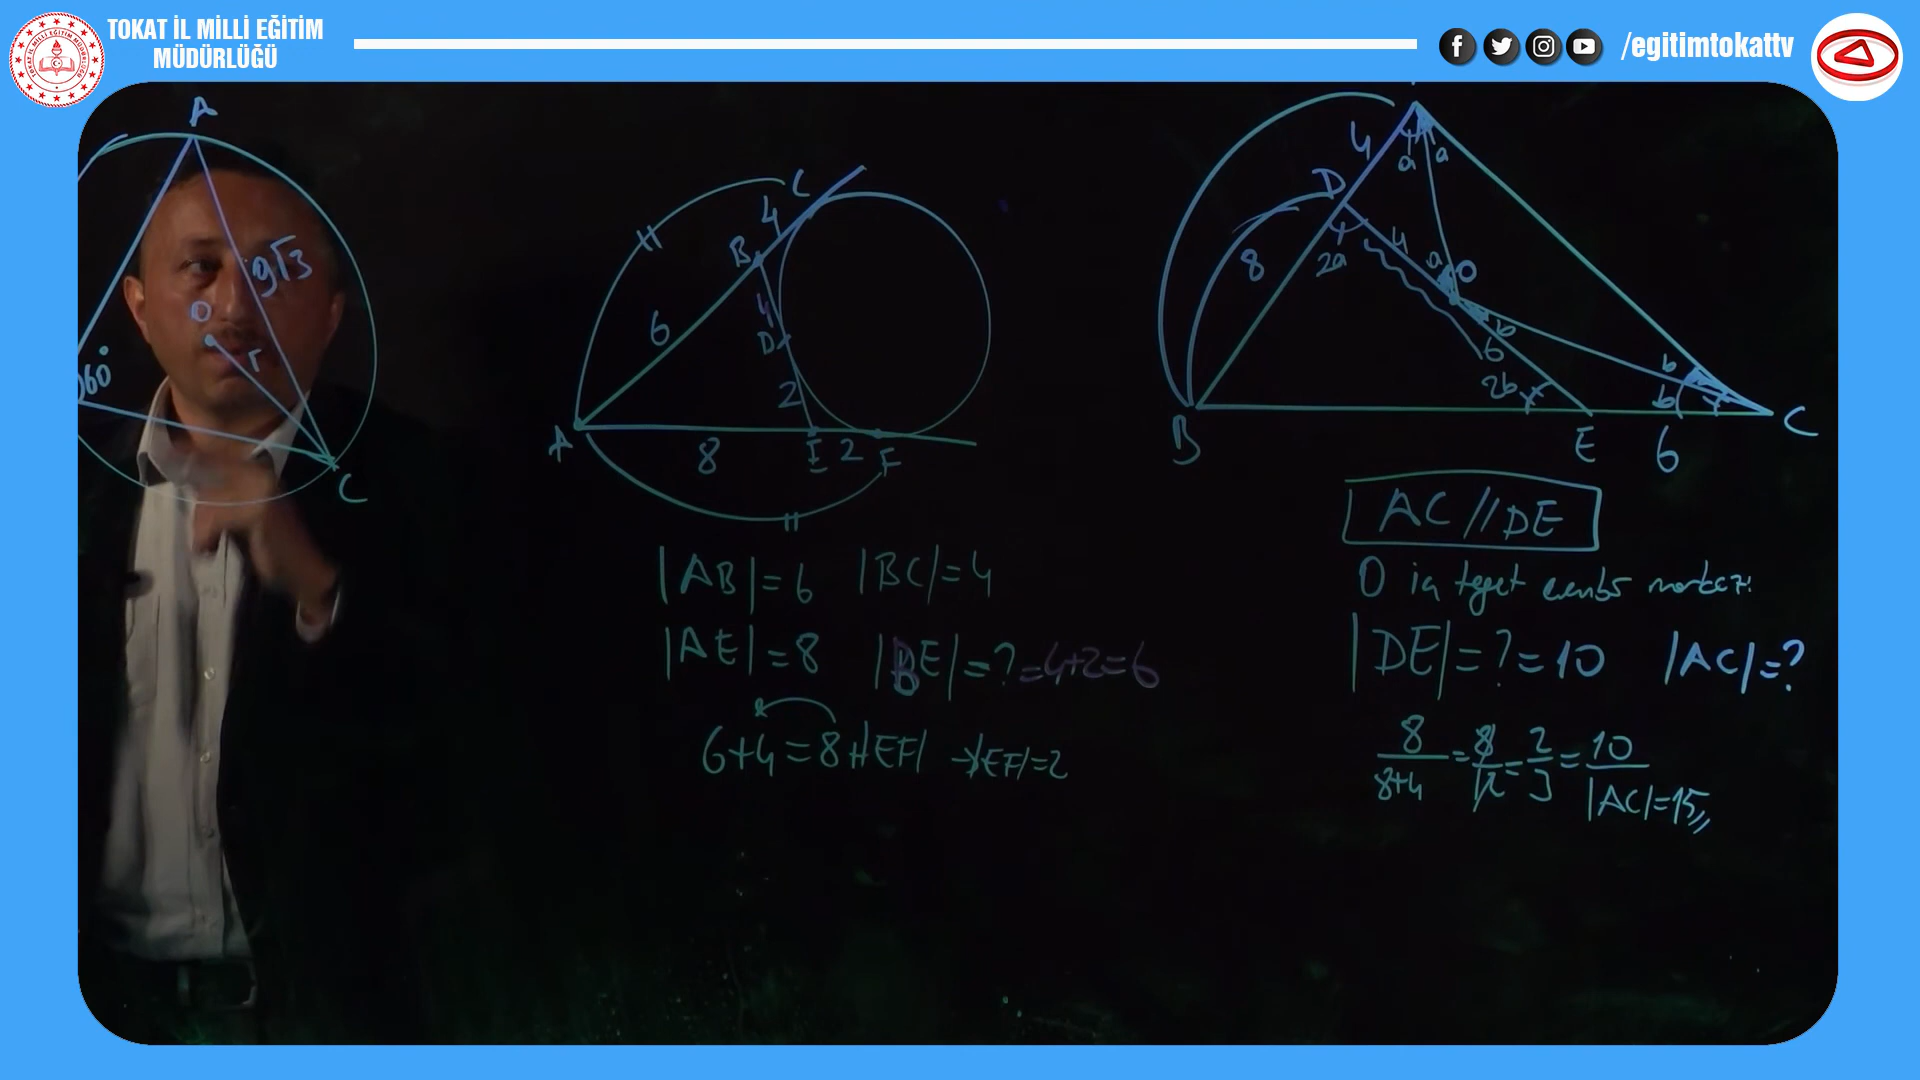 TOKAT İL MİLLİ EĞİTİM
MÜDÜRLÜĞÜ
/egitimtokattv
A
9√3
O
r
60°
C
C
4
B
6
4
D
2
A
8
E 2 F
|AB|=6 |BC|=4
|AE|=8 |BE|=?=4+2=6
6+4=8+|EF| →|EF|=2
4
a a
D
8
2a
4
a
O
b
6
2b
b
b
B
E
6
C
AC//DE
O iç teğet çember merkezi
|DE|=?=10 |AC|=?
8/(8+4)=8/12=2/3=10/|AC|=15